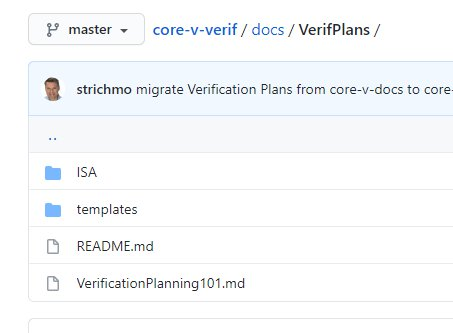 master core-v-verif / docs / VerifPlans /
strichmo migrate Verification Plans from core-v-docs to core-
..
ISA
templates
README.md
VerificationPlanning101.md